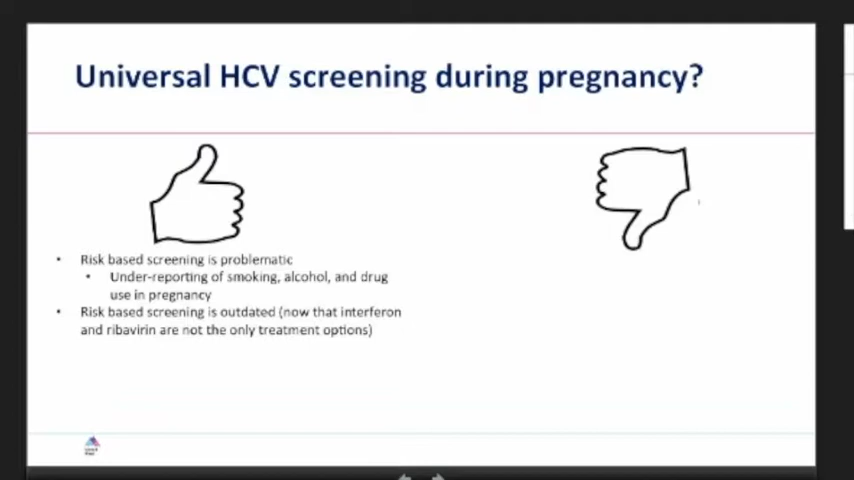 Universal HCV screening during pregnancy?
• Risk based screening is problematic
• Under-reporting of smoking, alcohol, and drug
use in pregnancy
• Risk based screening is outdated (now that interferon
and ribavirin are not the only treatment options)